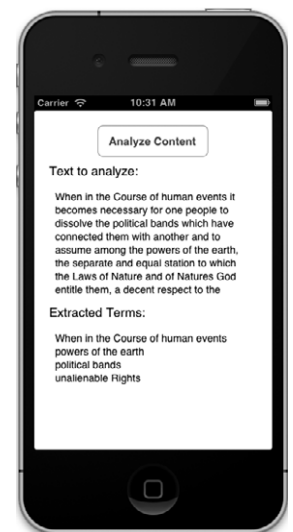 Carrier 10:31 AM
Analyze Content
Text to analyze:
When in the Course of human events it
becomes necessary for one people to
dissolve the political bands which have
connected them with another and to
assume among the powers of the earth,
the separate and equal station to which
the Laws of Nature and of Natures God
entitle them, a decent respect to the
Extracted Terms:
When in the Course of human events
powers of the earth
political bands
unalienable Rights